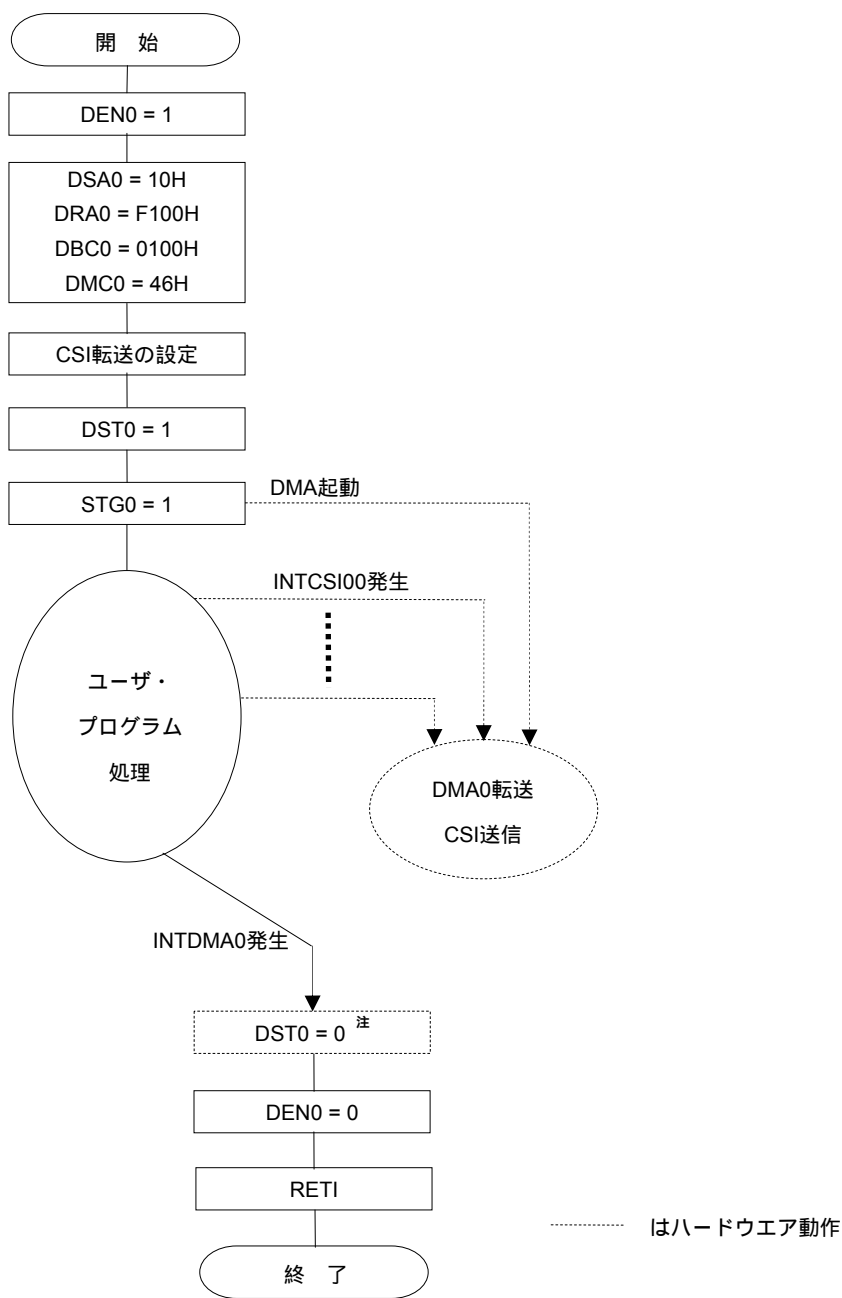 開　始
DEN0 = 1
DSA0 = 10H
DRA0 = F100H
DBC0 = 0100H
DMC0 = 46H
CSI転送の設定
DST0 = 1
STG0 = 1
DMA起動
INTCSI00発生
ユーザ・
プログラム
処理
DMA0転送
CSI送信
INTDMA0発生
DST0 = 0 注
DEN0 = 0
RETI
はハードウエア動作
終　了